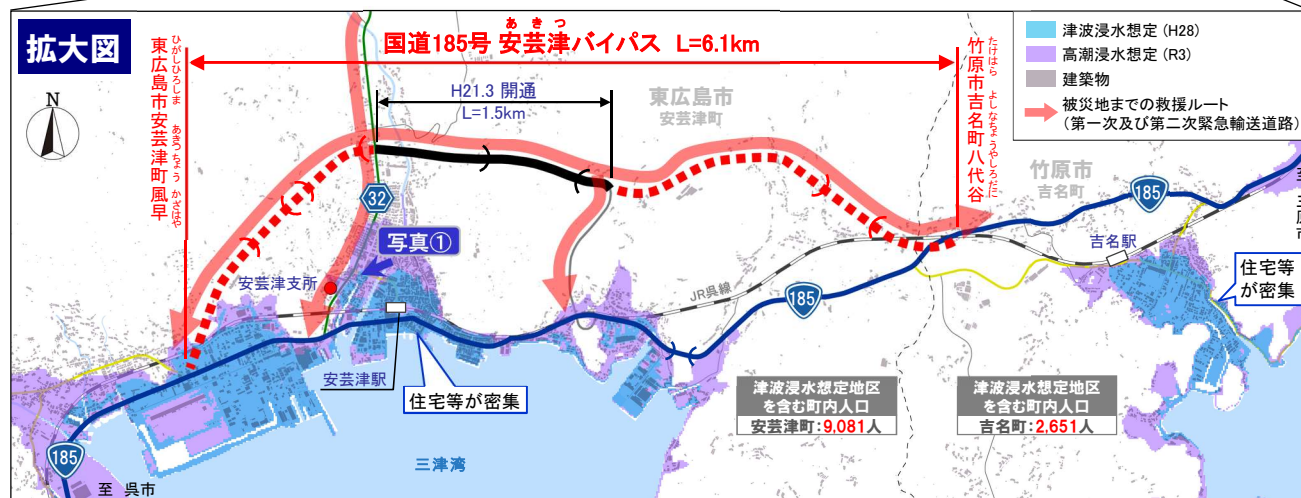 拡大図
N
あきつ
国道185号 安芸津バイパス L=6.1km
ひがしひろしま あきつちょう かざはや
東広島市安芸津町風早
たけはら よしなちょうやしろだに
竹原市吉名町八代谷
H21.3 開通
L=1.5km
東広島市
安芸津町
竹原市
吉名町
津波浸水想定 (H28)
高潮浸水想定 (R3)
建築物
被災地までの救援ルート
(第一次及び第二次緊急輸送道路)
32
写真①
安芸津支所
安芸津駅
住宅等が密集
JR呉線
185
185
185
吉名駅
住宅等
が密集
至 三原市
津波浸水想定地区
を含む町内人口
安芸津町:9,081人
津波浸水想定地区
を含む町内人口
吉名町:2,651人
三津湾
至 呉市